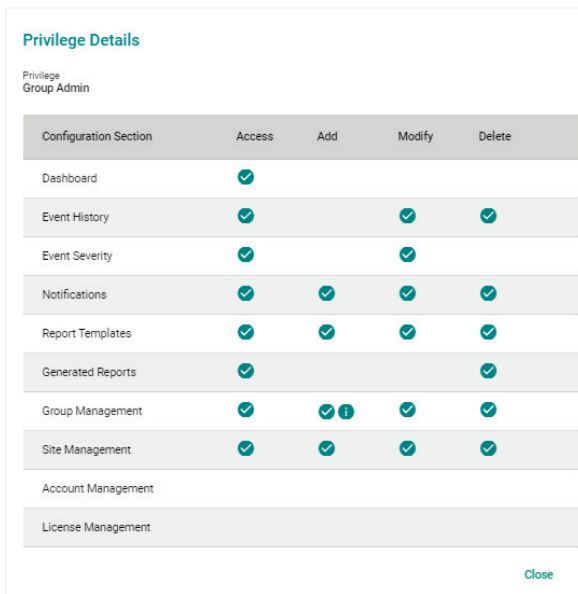 Privilege Details
Privilege
Group Admin
Configuration Section Access Add Modify Delete
Dashboard
Event History
Event Severity
Notifications
Report Templates
Generated Reports
Group Management
Site Management
Account Management
License Management
Close